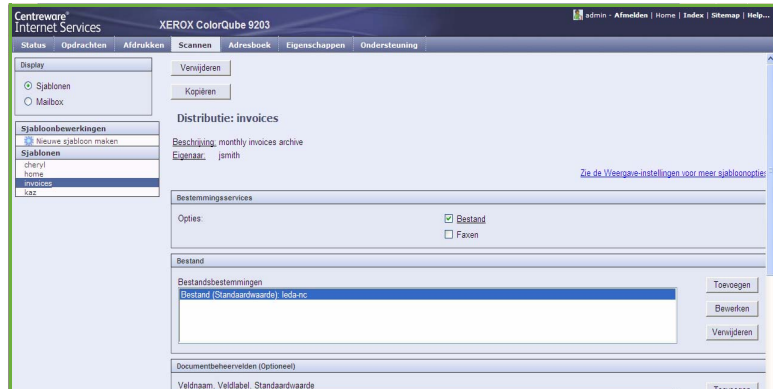 Centreware®
Internet Services
XEROX ColorQube 9203
admin - Afmelden | Home | Index | Sitemap | Help...
Status Opdrachten Afdrukken Scannen Adresboek Eigenschappen Ondersteuning
Display
Sjablonen
Mailbox
Sjabloonbewerkingen
Nieuwe sjabloon maken
Sjablonen
cheryl
home
invoices
kaz
Verwijderen
Kopiëren
Distributie: invoices
Beschrijving: monthly invoices archive
Eigenaar: jsmith
Zie de Weergave-instellingen voor meer sjabloonopties
Bestemmingsservices
Opties:
Bestand
Faxen
Bestand
Bestandsbestemmingen
Bestand (Standaardwaarde): leda-nc
Toevoegen
Bewerken
Verwijderen
Documentbeheervelden (Optioneel)
Veldnaam, Veldlabel, Standaardwaarde
Toevoegen